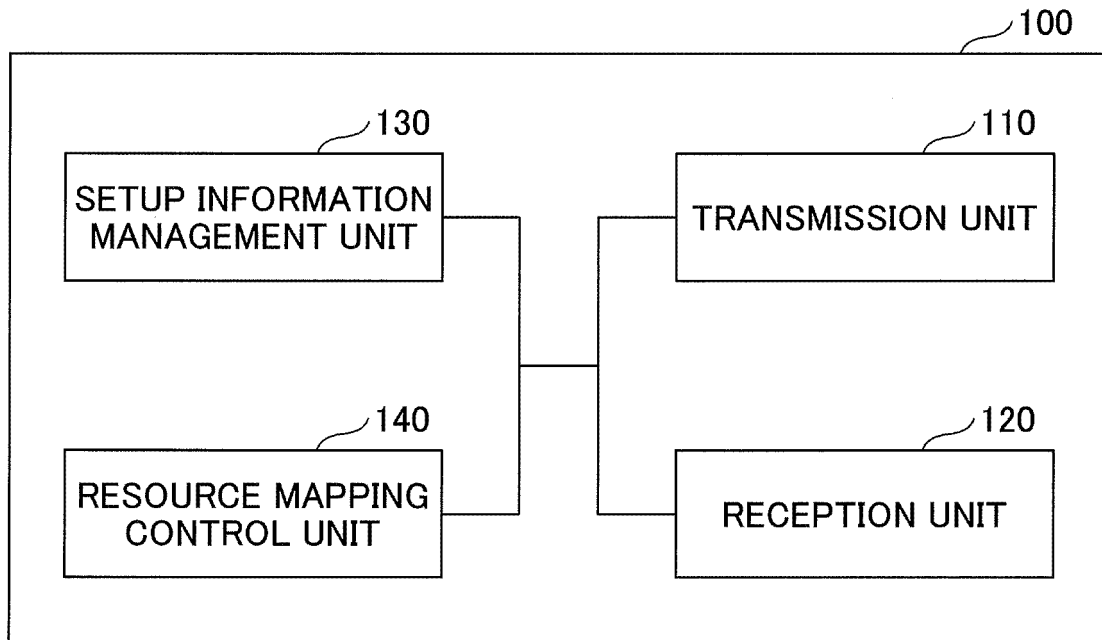 100
130
SETUP INFORMATION
MANAGEMENT UNIT
110
TRANSMISSION UNIT
140
RESOURCE MAPPING
CONTROL UNIT
120
RECEPTION UNIT